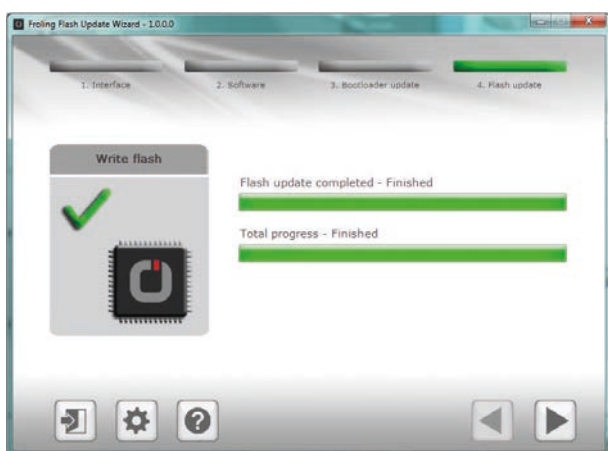 Froling Flash Update Wizard - 1.0.0.0
1. Interface
2. Software
3. Bootloader update
4. Flash update
Write flash
Flash update completed - Finished
Total progress - Finished